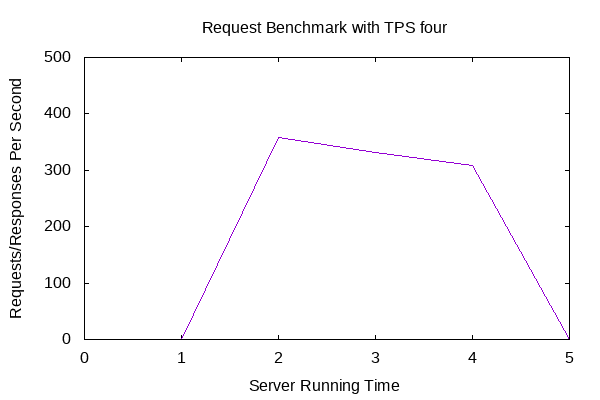 Request Benchmark with TPS four
500
400
300
200
100
0
Requests/Responses Per Second
0 1 2 3 4 5
Server Running Time